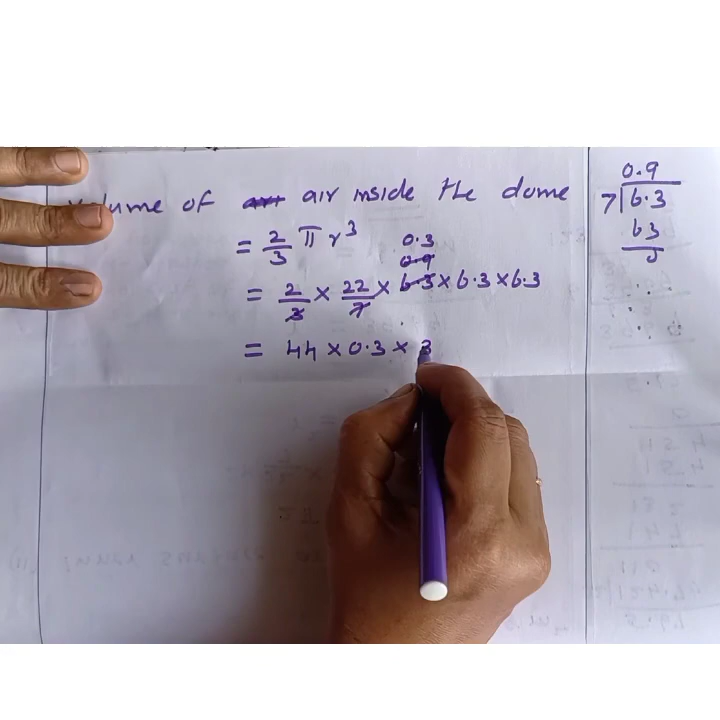 Volume of air inside the dome
= 2/3 π r³
0.3
0.9
= 2/3 × 22/7 × 6.3 × 6.3 × 6.3
= 44 × 0.3 × 3
0.9
7 | 6.3
63
0